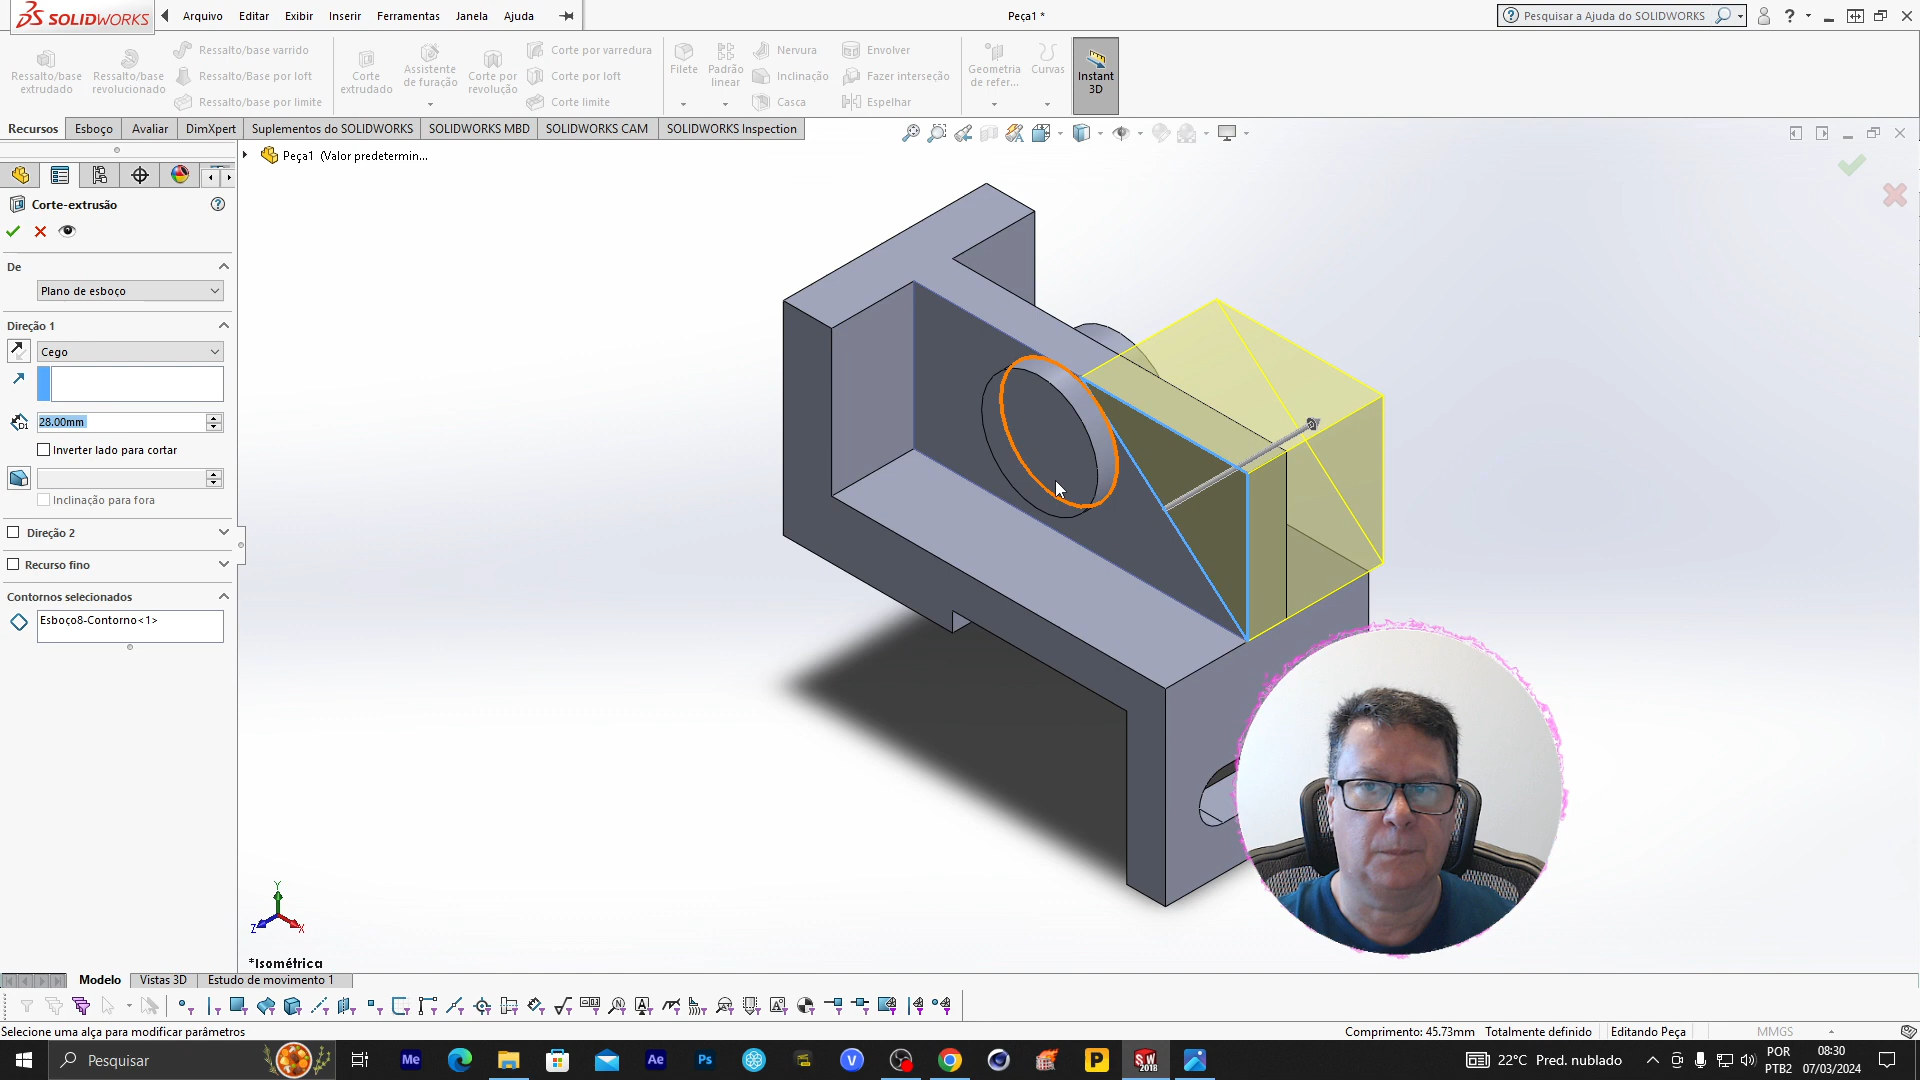 SOLIDWORKS
Arquivo Editar Exibir Inserir Ferramentas Janela Ajuda
Peça1 *
Pesquisar a Ajuda do SOLIDWORKS
Ressalto/base extrudado
Ressalto/base revolucionado
Ressalto/base varrido
Ressalto/Base por loft
Ressalto/base por limite
Corte extrudado
Assistente de furação
Corte por revolução
Corte por varredura
Corte por loft
Corte limite
Filete
Padrão linear
Nervura
Inclinação
Casca
Envolver
Fazer interseção
Espelhar
Geometria de refer...
Curvas
Instant 3D
Recursos Esboço Avaliar DimXpert Suplementos do SOLIDWORKS SOLIDWORKS MBD SOLIDWORKS CAM SOLIDWORKS Inspection
Peça1 (Valor predetermin...
Corte-extrusão
De
Plano de esboço
Direção 1
Cego
28.00mm
Inverter lado para cortar
Inclinação para fora
Direção 2
Recurso fino
Contornos selecionados
Esboço8-Contorno<1>
Y
Z
X
*Isométrica
Modelo Vistas 3D Estudo de movimento 1
Selecione uma alça para modificar parâmetros
Comprimento: 45.73mm Totalmente definido Editando Peça MMGS
Pesquisar
Me
Ae
Ps
V
P
SW 2018
22°C Pred. nublado
POR
PTB2
08:30
07/03/2024